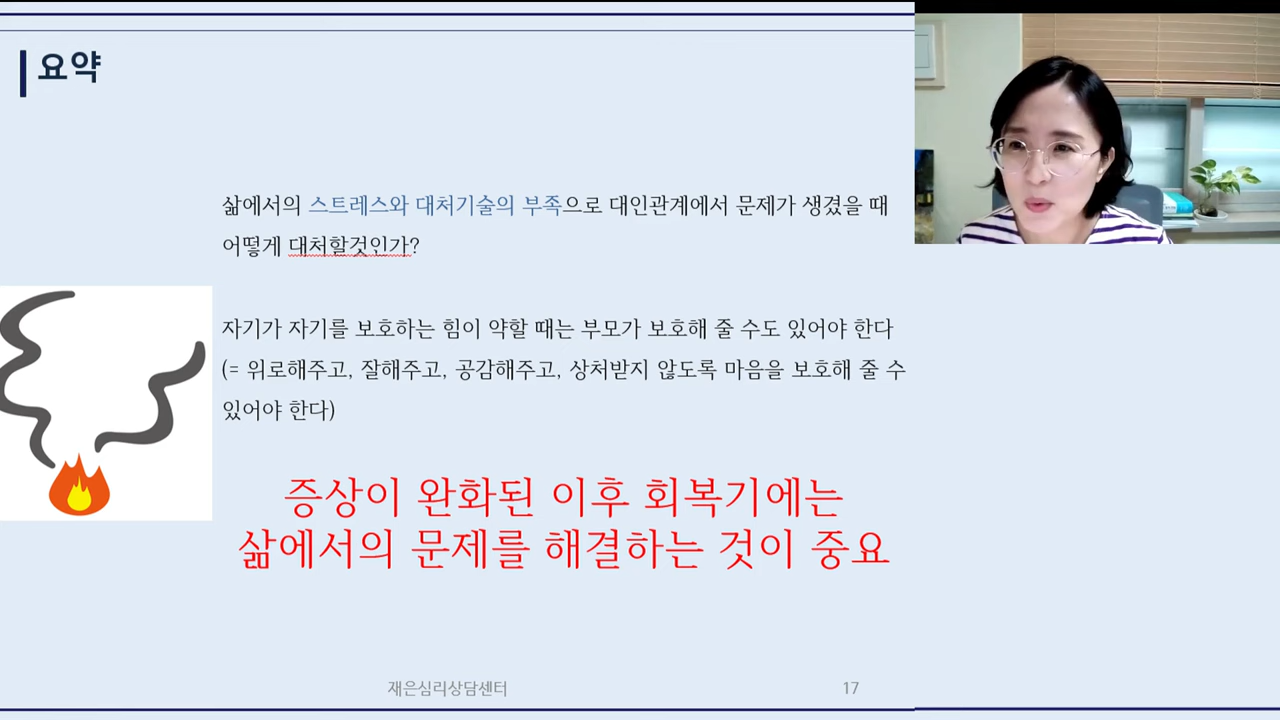 요약
삶에서의 스트레스와 대처기술의 부족으로 대인관계에서 문제가 생겼을 때
어떻게 대처할것인가?
자기가 자기를 보호하는 힘이 약할 때는 부모가 보호해 줄 수도 있어야 한다
(= 위로해주고, 잘해주고, 공감해주고, 상처받지 않도록 마음을 보호해 줄 수
있어야 한다)
증상이 완화된 이후 회복기에는
삶에서의 문제를 해결하는 것이 중요
재은심리상담센터
17